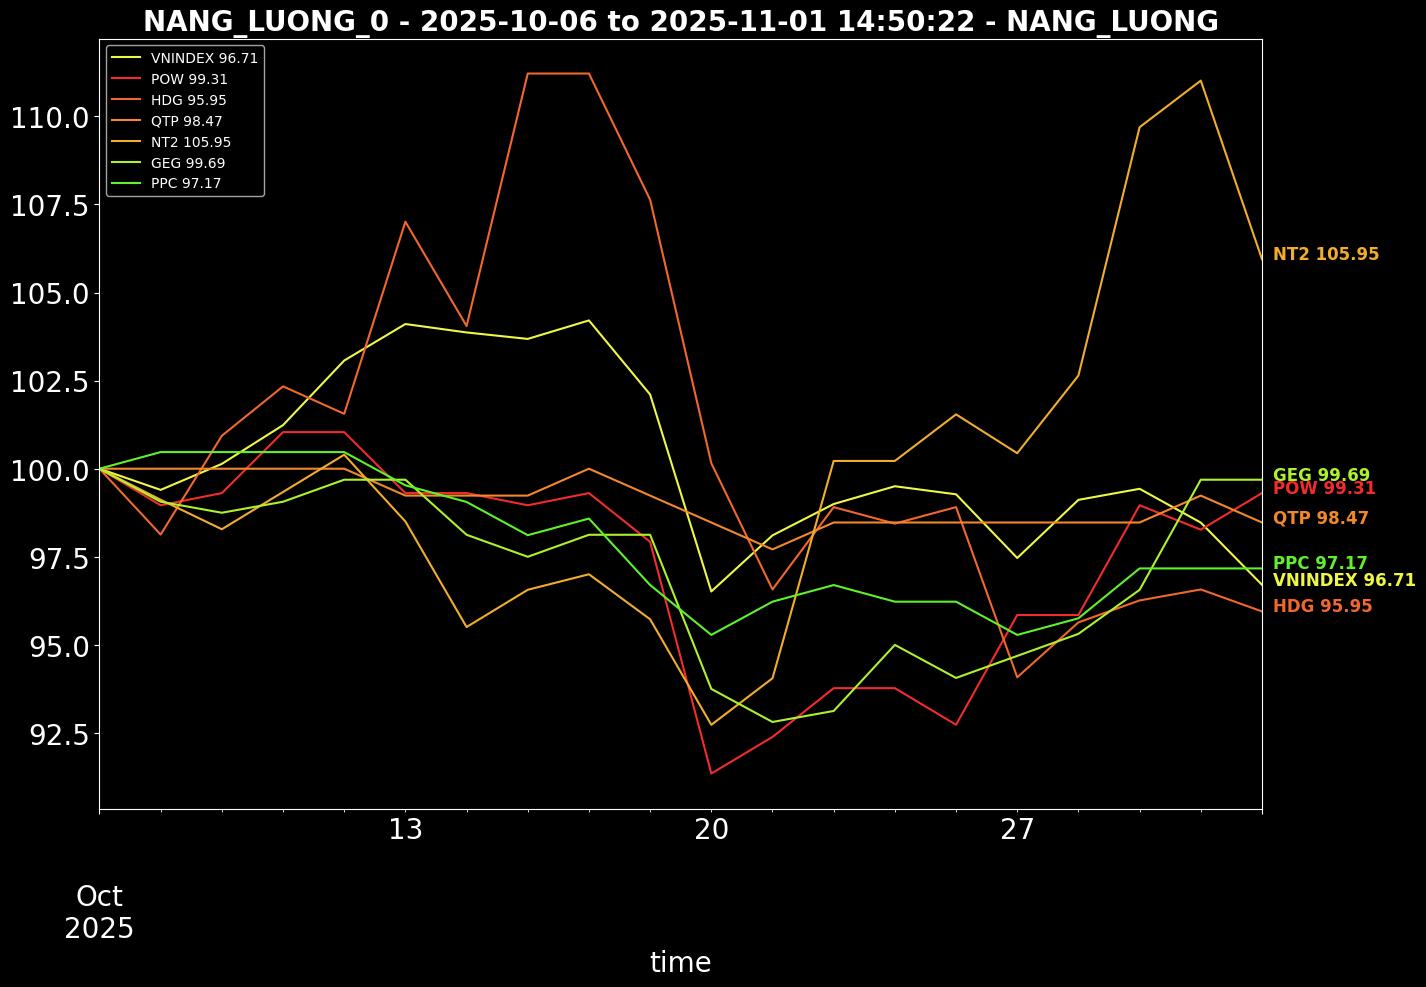 NANG_LUONG_0 - 2025-10-06 to 2025-11-01 14:50:22 - NANG_LUONG
VNINDEX 96.71
POW 99.31
HDG 95.95
QTP 98.47
NT2 105.95
GEG 99.69
PPC 97.17
110.0
107.5
105.0
102.5
100.0
97.5
95.0
92.5
NT2 105.95
GEG 99.69
POW 99.31
QTP 98.47
PPC 97.17
VNINDEX 96.71
HDG 95.95
13
20
27
Oct
2025
time